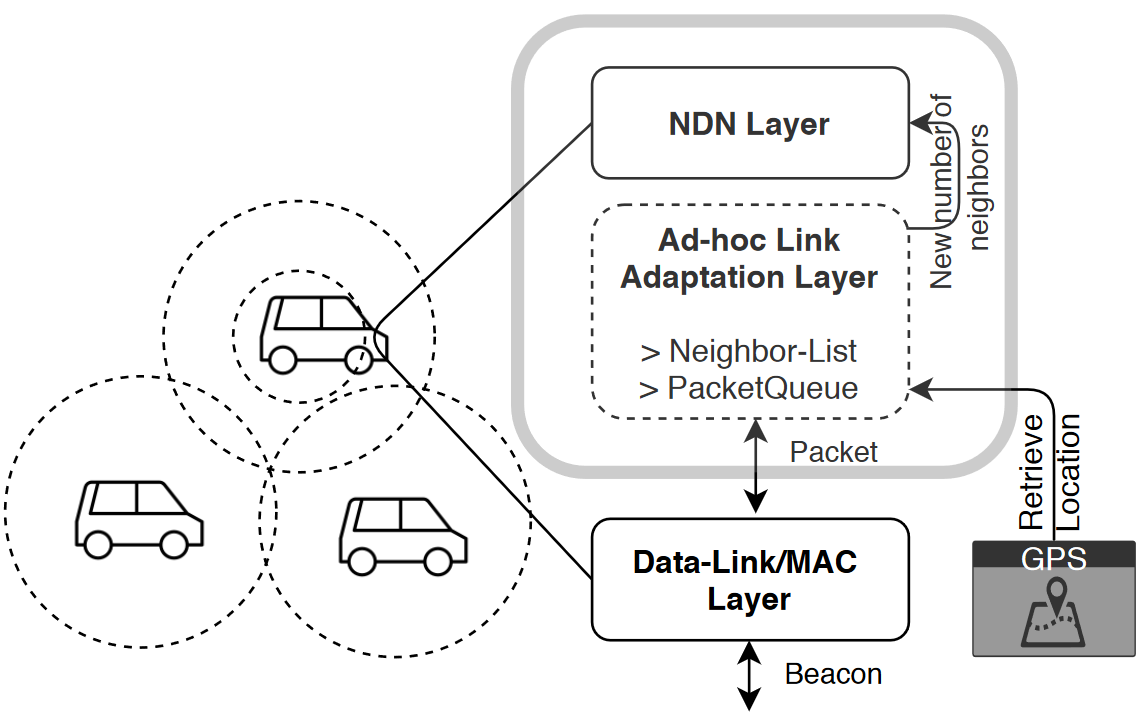 NDN Layer
New number of
neighbors
Ad-hoc Link
Adaptation Layer
> Neighbor-List
> PacketQueue
Packet
Retrieve
Location
Data-Link/MAC
Layer
GPS
Beacon